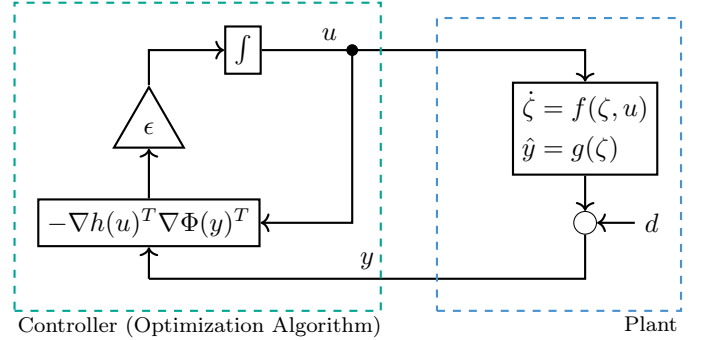 ∫
u
ϵ
ζ̇ = f(ζ, u)
ŷ = g(ζ)
−∇h(u)^T ∇Φ(y)^T
d
y
Controller (Optimization Algorithm)
Plant